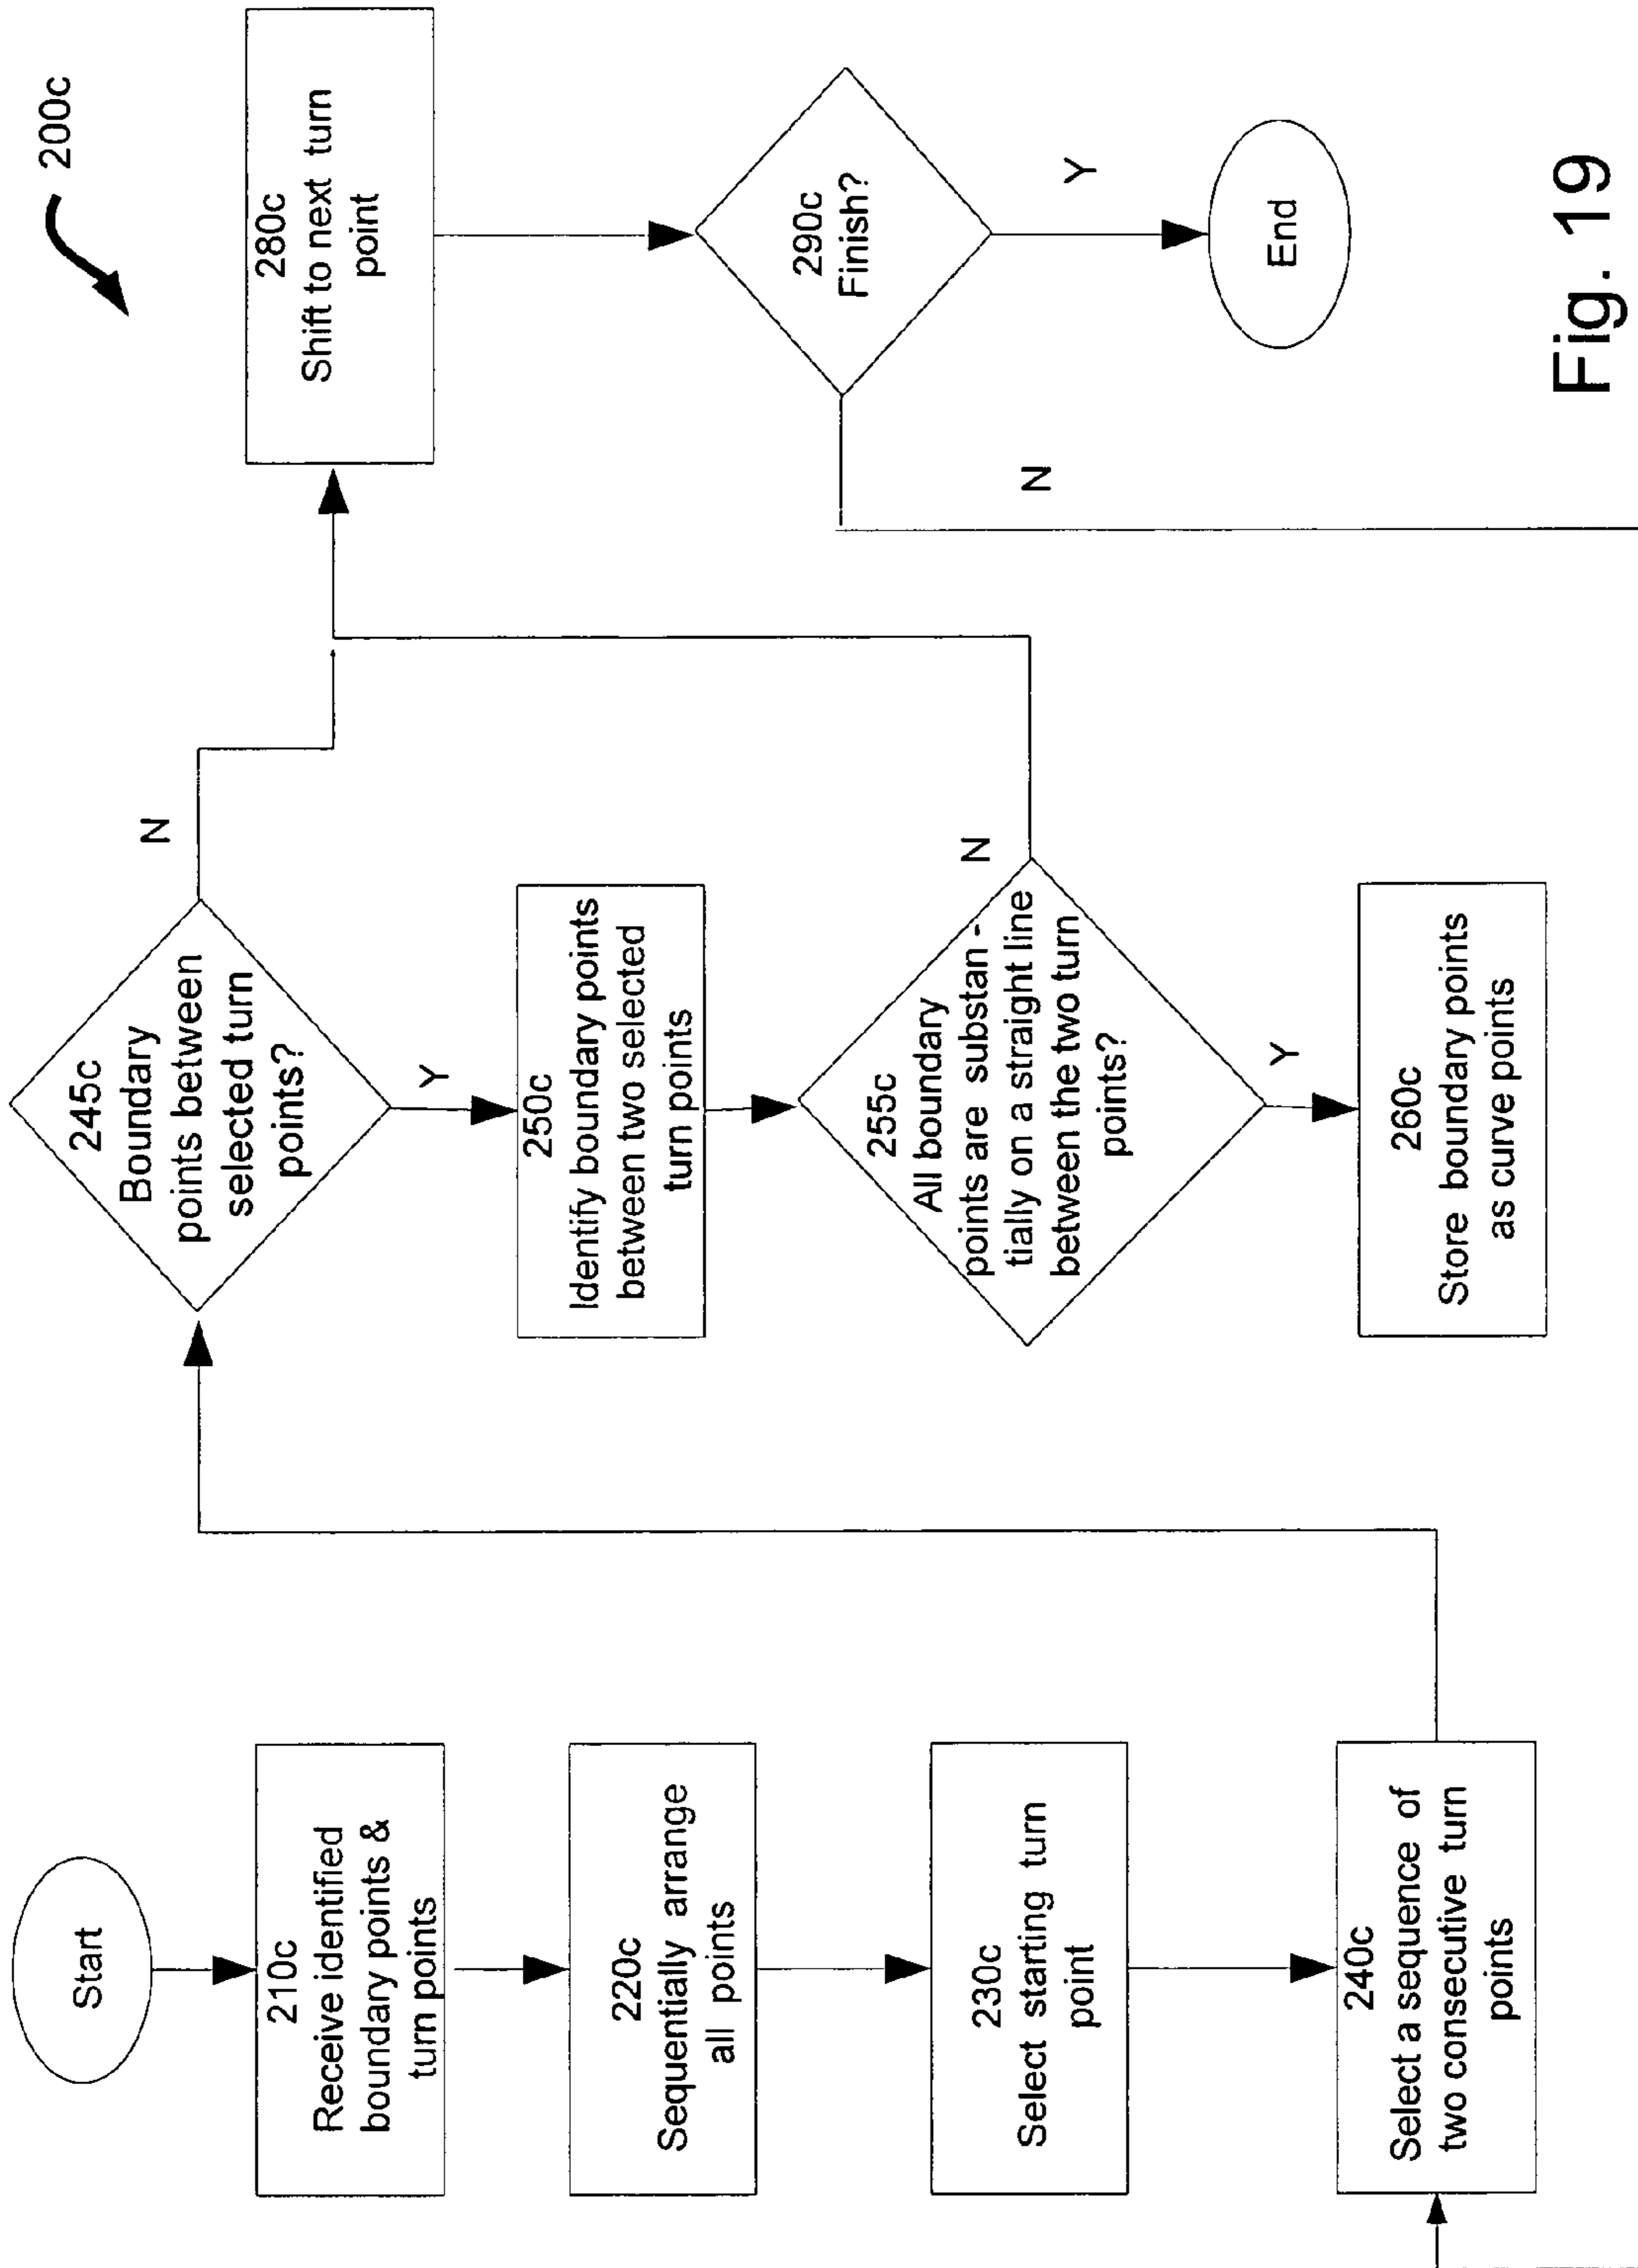 200c
Start
210c
Receive identified
boundary points &
turn points
220c
Sequentially arrange
all points
230c
Select starting turn
point
240c
Select a sequence of
two consecutive turn
points
245c
Boundary
points between
selected turn
points?
N
Y
250c
Identify boundary points
between two selected
turn points
255c
All boundary
points are substan -
tially on a straight line
between the two turn
points?
N
Y
260c
Store boundary points
as curve points
280c
Shift to next turn
point
290c
Finish?
N
Y
End
Fig. 19